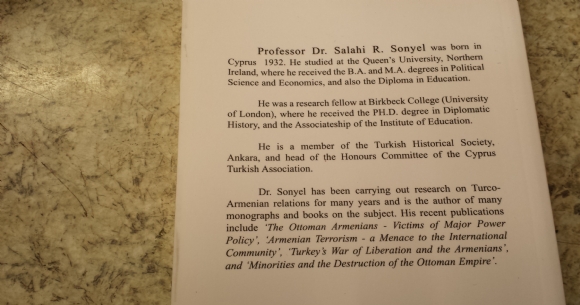 Professor Dr. Salahi R. Sonyel was born in
Cyprus 1932. He studied at the Queen's University, Northern
Ireland, where he received the B.A. and M.A. degrees in Political
Science and Economics, and also the Diploma in Education.
He was a research fellow at Birkbeck College (University
of London), where he received the PH.D. degree in Diplomatic
History, and the Associateship of the Institute of Education.
He is a member of the Turkish Historical Society,
Ankara, and head of the Honours Committee of the Cyprus
Turkish Association.
Dr. Sonyel has been carrying out research on Turco-
Armenian relations for many years and is the author of many
monographs and books on the subject. His recent publications
include 'The Ottoman Armenians - Victims of Major Power
Policy', 'Armenian Terrorism - a Menace to the International
Community', 'Turkey's War of Liberation and the Armenians',
and 'Minorities and the Destruction of the Ottoman Empire'.